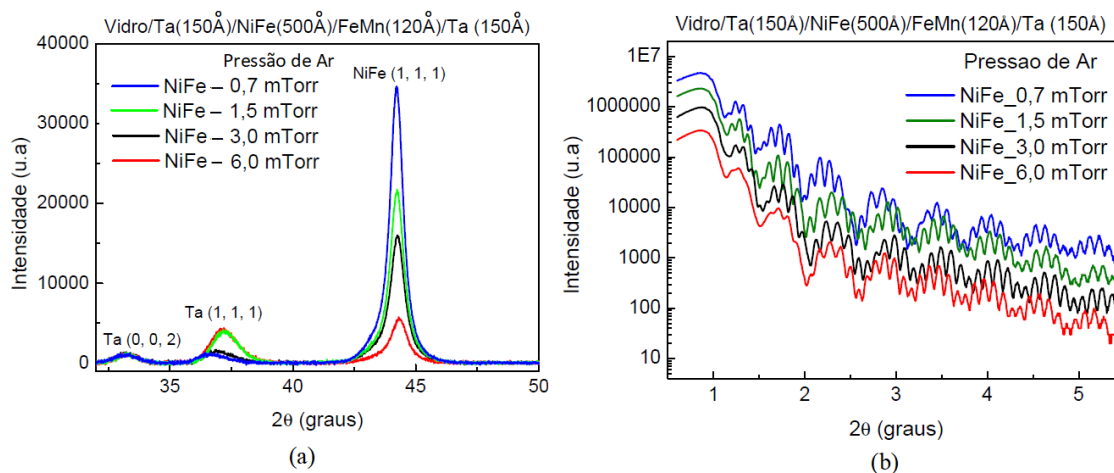 Vidro/Ta(150Å)/NiFe(500Å)/FeMn(120Å)/Ta (150Å)
40000
30000
20000
10000
0
Intensidade (u.a)
Pressão de Ar
NiFe – 0,7 mTorr
NiFe – 1,5 mTorr
NiFe – 3,0 mTorr
NiFe – 6,0 mTorr
NiFe (1, 1, 1)
Ta (1, 1, 1)
Ta (0, 0, 2)
35
40
45
50
2θ (graus)
(a)
Vidro/Ta(150Å)/NiFe(500Å)/FeMn(120Å)/Ta (150Å)
1E7
1000000
100000
10000
1000
100
10
Intensidade (u.a)
Pressao de Ar
NiFe_0,7 mTorr
NiFe_1,5 mTorr
NiFe_3,0 mTorr
NiFe_6,0 mTorr
1
2
3
4
5
2θ (graus)
(b)